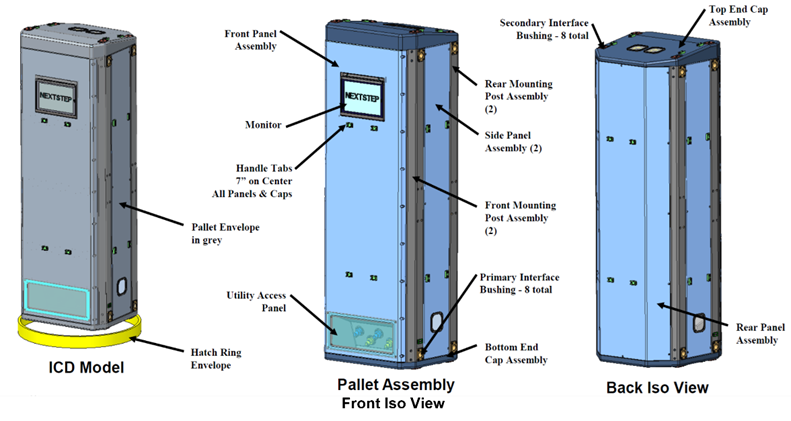 NEXTSTEP
Pallet Envelope
in grey
Hatch Ring
Envelope
ICD Model
Front Panel
Assembly
NEXTSTEP
Monitor
Handle Tabs
7” on Center
All Panels & Caps
Utility Access
Panel
Rear Mounting
Post Assembly
(2)
Side Panel
Assembly (2)
Front Mounting
Post Assembly
(2)
Primary Interface
Bushing - 8 total
Bottom End
Cap Assembly
Pallet Assembly
Front Iso View
Secondary Interface
Bushing - 8 total
Top End Cap
Assembly
Rear Panel
Assembly
Back Iso View